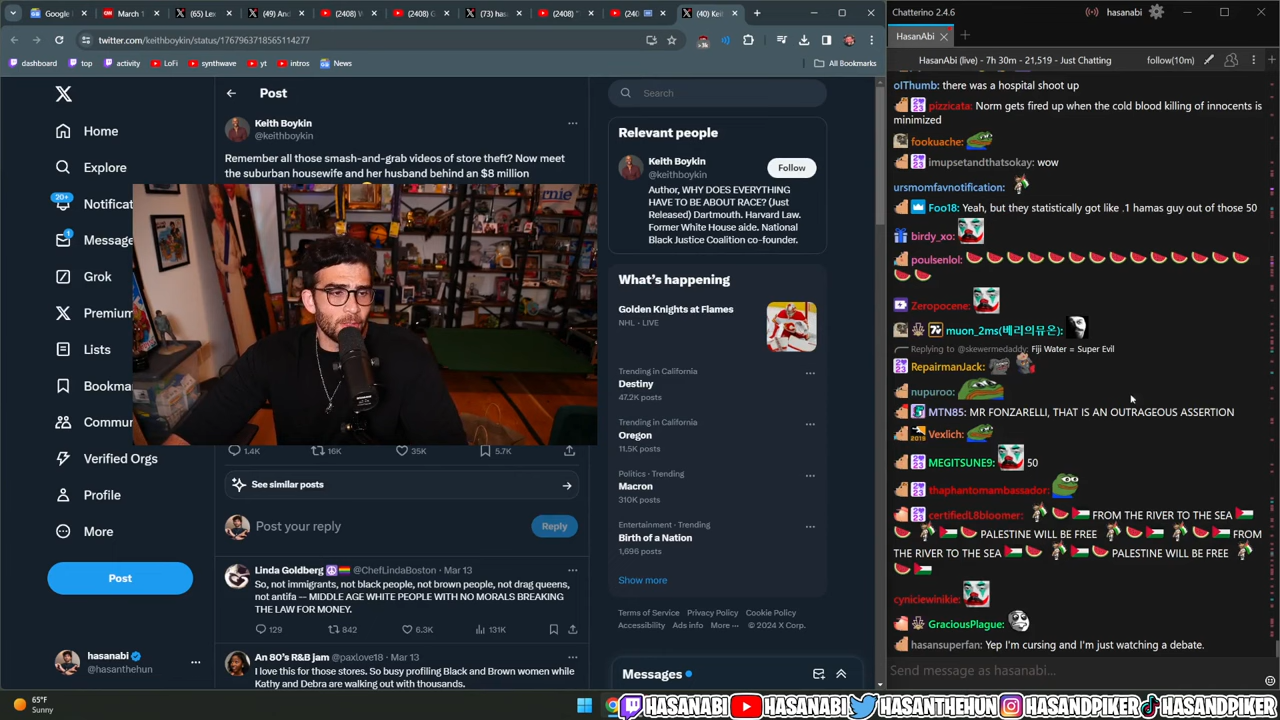 Google
March 1
(65) Lev
(49) And
(2408) W
(2408) G
(73) has
(2408) "
(240
(40) Keit
twitter.com/keithboykin/status/1767963718565114277
dashboard
top
activity
LoFi
synthwave
yt
intros
News
All Bookmarks
Home
Explore
20+
Notificat
1
Message
Grok
Premium
Lists
Bookma
Commu
Verified Orgs
Profile
More
Post
hasanabi
@hasanthehun
Post
Keith Boykin
@keithboykin
Remember all those smash-and-grab videos of store theft? Now meet
the suburban housewife and her husband behind an $8 million
1.4K
16K
35K
5.7K
See similar posts
Post your reply
Reply
Linda Goldberg @ChefLindaBoston · Mar 13
So, not immigrants, not black people, not brown people, not drag queens,
not antifa -- MIDDLE AGE WHITE PEOPLE WITH NO MORALS BREAKING
THE LAW FOR MONEY.
129
842
6.3K
131K
An 80's R&B jam @paxlove18 · Mar 13
I love this for those stores. So busy profiling Black and Brown women while
Kathy and Debra are walking out with thousands.
Search
Relevant people
Keith Boykin
@keithboykin
Follow
Author, WHY DOES EVERYTHING
HAVE TO BE ABOUT RACE? (Just
Released) Dartmouth. Harvard Law.
Former White House aide. National
Black Justice Coalition co-founder.
What's happening
Golden Knights at Flames
NHL · LIVE
Trending in California
Destiny
47.2K posts
Trending in California
Oregon
11.5K posts
Politics · Trending
Macron
310K posts
Entertainment · Trending
Birth of a Nation
1,696 posts
Show more
Terms of Service Privacy Policy Cookie Policy
Accessibility Ads info More ··· © 2024 X Corp.
Messages
Chatterino 2.4.6
hasanabi
HasanAbi
HasanAbi (live) - 7h 30m - 21,519 - Just Chatting
follow(10m)
olThumb: there was a hospital shoot up
pizzicata: Norm gets fired up when the cold blood killing of innocents is
minimized
fookuache:
imupsetandthatsokay: wow
ursmomfavnotification:
Foo18: Yeah, but they statistically got like .1 hamas guy out of those 50
birdy_xo:
poulsenlol:
Zeropocene:
muon_2ms(베리의뮤온):
Replying to @skewermedaddy: Fiji Water = Super Evil
RepairmanJack:
nupuroo:
MTN85: MR FONZARELLI, THAT IS AN OUTRAGEOUS ASSERTION
Vexlich:
MEGITSUNE9: 50
thaphantomambassador:
certifiedL8bloomer: FROM THE RIVER TO THE SEA
PALESTINE WILL BE FREE FROM
THE RIVER TO THE SEA PALESTINE WILL BE FREE
cyniciewinikie:
GraciousPlague:
hasansuperfan: Yep I'm cursing and I'm just watching a debate.
Send message as hasanabi...
65°F
Sunny
HASANABI HASANABI HASANTHEHUN HASANDPIKER HASANDPIKER